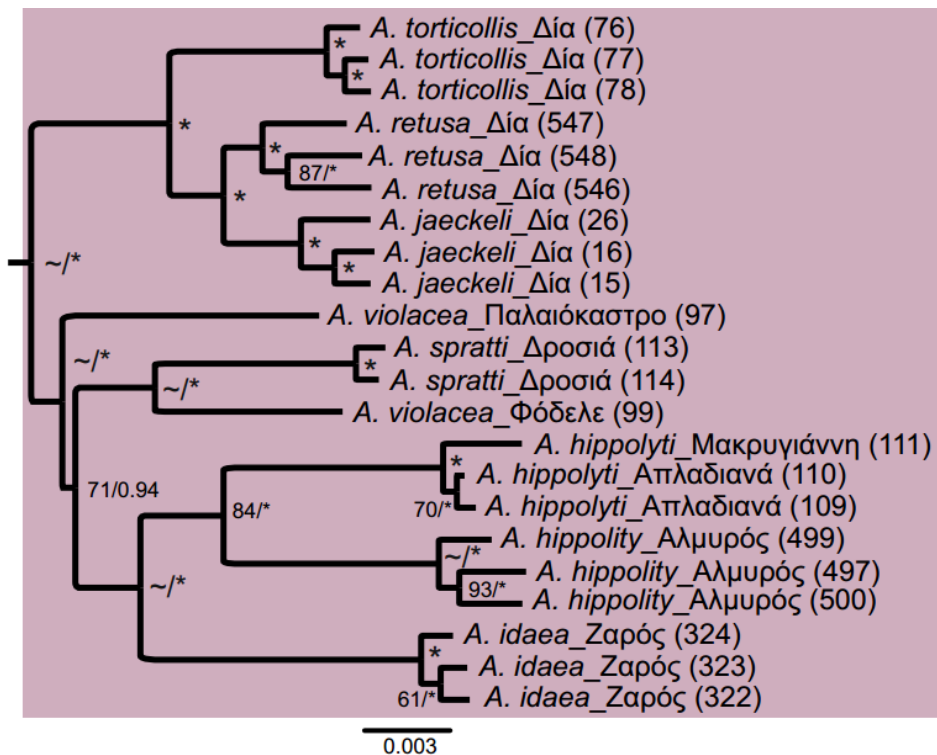 A. torticollis_Δία (76)
*
A. torticollis_Δία (77)
*
A. torticollis_Δία (78)
*
A. retusa_Δία (547)
*
A. retusa_Δία (548)
87/*
A. retusa_Δία (546)
*
A. jaeckeli_Δία (26)
*
A. jaeckeli_Δία (16)
~/*
*
A. jaeckeli_Δία (15)
A. violacea_Παλαιόκαστρο (97)
A. spratti_Δροσιά (113)
~/*
*
A. spratti_Δροσιά (114)
~/*
A. violacea_Φόδελε (99)
A. hippolyti_Μακρυγιάννη (111)
*
A. hippolyti_Απλαδιανά (110)
71/0.94
84/*
70/*
A. hippolyti_Απλαδιανά (109)
A. hippolity_Αλμυρός (499)
~/*
A. hippolity_Αλμυρός (497)
~/*
93/*
A. hippolity_Αλμυρός (500)
A. idaea_Ζαρός (324)
*
A. idaea_Ζαρός (323)
61/*
A. idaea_Ζαρός (322)
0.003